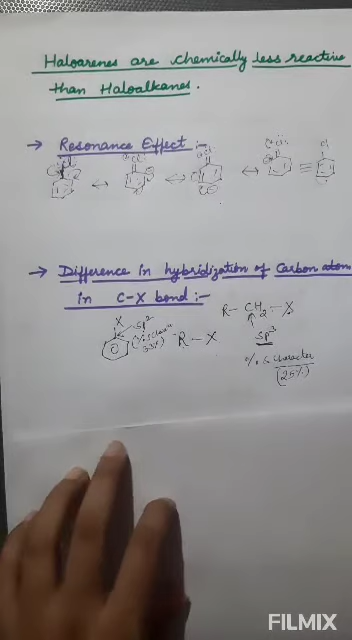 Haloarenes are chemically less reactive
than Haloalkanes.
→ Resonance Effect :-
→ Difference in hybridization of Carbon atom
in C-X bond :-
X
sp²
R - X
R - CH₂ - X
sp³
% S character
(25%)
FILMIX